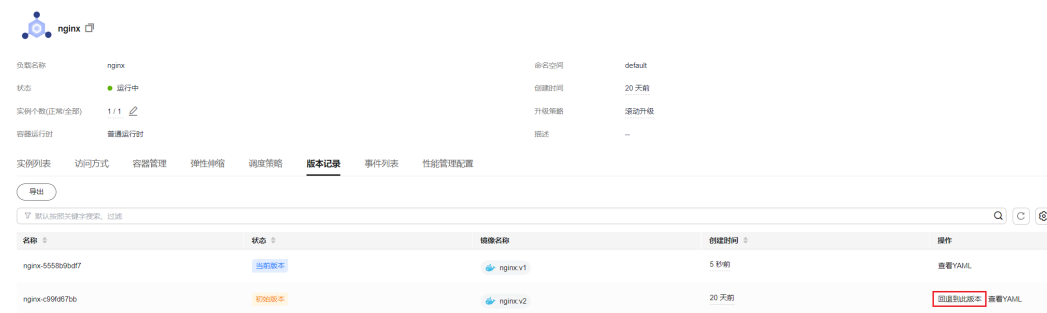 nginx
负载名称 nginx 命名空间 default
状态 运行中 创建时间 20 天前
实例个数(正常/全部) 1 / 1 升级策略 滚动升级
容器运行时 普通运行时 描述 --
实例列表 访问方式 容器管理 弹性伸缩 调度策略 版本记录 事件列表 性能管理配置
导出
默认按照关键字搜索、过滤
名称 状态 镜像名称 创建时间 操作
nginx-5558b9bdf7 当前版本 nginx:v1 5 秒前 查看YAML
nginx-c99fd67bb 初始版本 nginx:v2 20 天前 回退到此版本 查看YAML